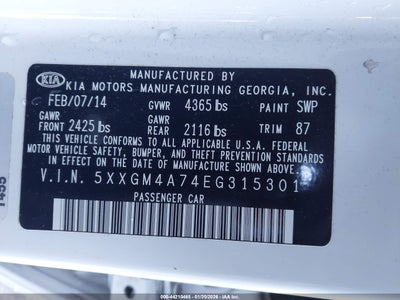 MANUFACTURED BY
KIA KIA MOTORS MANUFACTURING GEORGIA, INC.
FEB/07/14 GVWR 4365 lbs PAINT SWP
GAWR FRONT 2425 lbs GAWR REAR 2116 lbs TRIM 87
THIS VEHICLE CONFORMS TO ALL APPLICABLE U.S.A. FEDERAL
MOTOR VEHICLE SAFETY, BUMPER, AND THEFT PREVENTION
STANDARDS IN EFFECT ON THE DATE OF MANUFACTURE SHOWN ABOVE.
V.I.N. 5XXGM4A74EG315301
PASSENGER CAR
1455